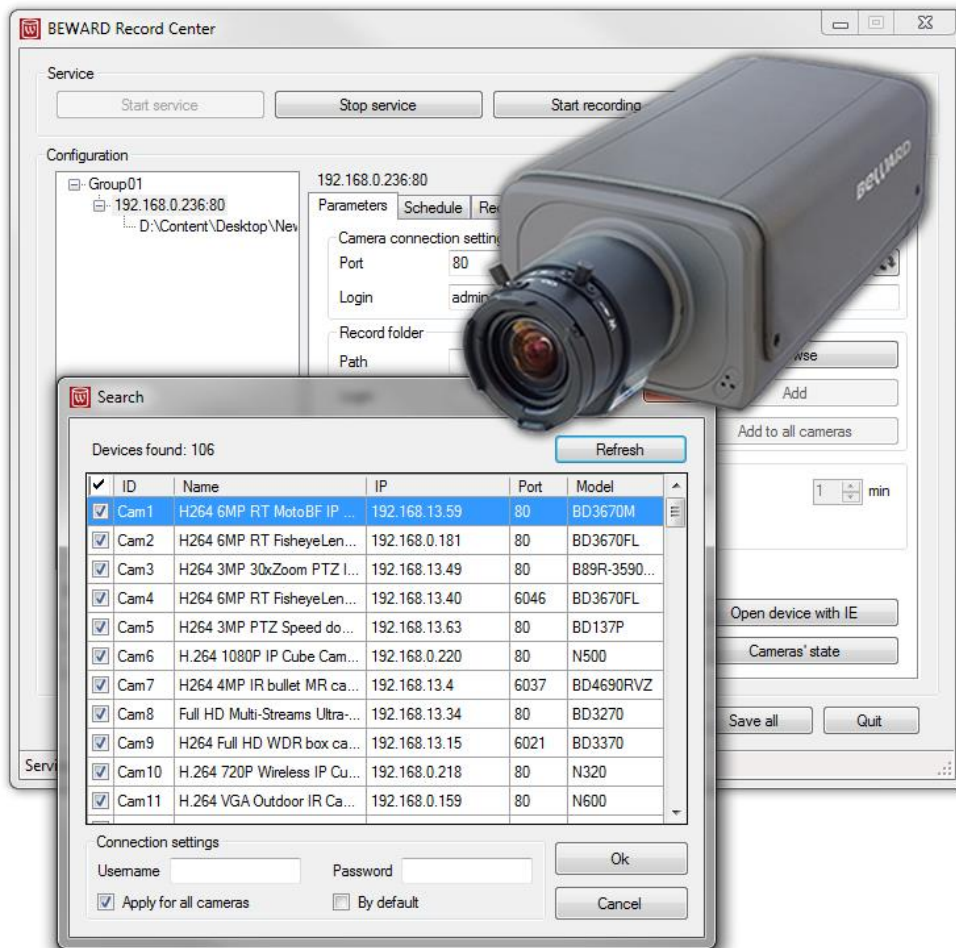 BEWARD Record Center
Service
Start service Stop service Start recording
Configuration
Group01
192.168.0.236:80
D:\Content\Desktop\New
192.168.0.236:80
Parameters Schedule
Camera connection setting
Port 80
Login admin
Record folder
Path
Add
Add to all cameras
1 min
Open device with IE
Cameras' state
Save all Quit
BEWARD
Search
Devices found: 106 Refresh
ID Name IP Port Model
Cam1 H264 6MP RT MotoBF IP ... 192.168.13.59 80 BD3670M
Cam2 H264 6MP RT FisheyeLen... 192.168.0.181 80 BD3670FL
Cam3 H264 3MP 30xZoom PTZ I... 192.168.13.49 80 B89R-3590...
Cam4 H264 6MP RT FisheyeLen... 192.168.13.40 6046 BD3670FL
Cam5 H264 3MP PTZ Speed do... 192.168.13.63 80 BD137P
Cam6 H.264 1080P IP Cube Cam... 192.168.0.220 80 N500
Cam7 H264 4MP IR bullet MR ca... 192.168.13.4 6037 BD4690RVZ
Cam8 Full HD Multi-Streams Ultra-... 192.168.13.34 80 BD3270
Cam9 H264 Full HD WDR box ca... 192.168.13.15 6021 BD3370
Cam10 H.264 720P Wireless IP Cu... 192.168.0.218 80 N320
Cam11 H.264 VGA Outdoor IR Ca... 192.168.0.159 80 N600
Connection settings
Username Password
Apply for all cameras By default
Ok
Cancel